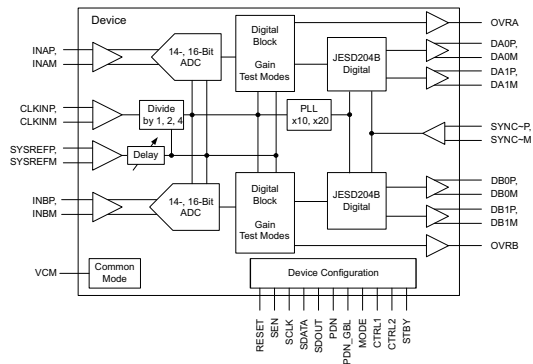 Device
INAP,
INAM
14-, 16-Bit
ADC
Digital
Block
Gain
Test Modes
JESD204B
Digital
OVRA
DA0P,
DA0M
DA1P,
DA1M
CLKINP,
CLKINM
Divide
by 1, 2, 4
PLL
x10, x20
SYNC~P,
SYNC~M
SYSREFP,
SYSREFM
Delay
INBP,
INBM
14-, 16-Bit
ADC
Digital
Block
Gain
Test Modes
JESD204B
Digital
DB0P,
DB0M
DB1P,
DB1M
OVRB
VCM
Common
Mode
Device Configuration
RESET
SEN
SCLK
SDATA
SDOUT
PDN
PDN_GBL
MODE
CTRL1
CTRL2
STBY